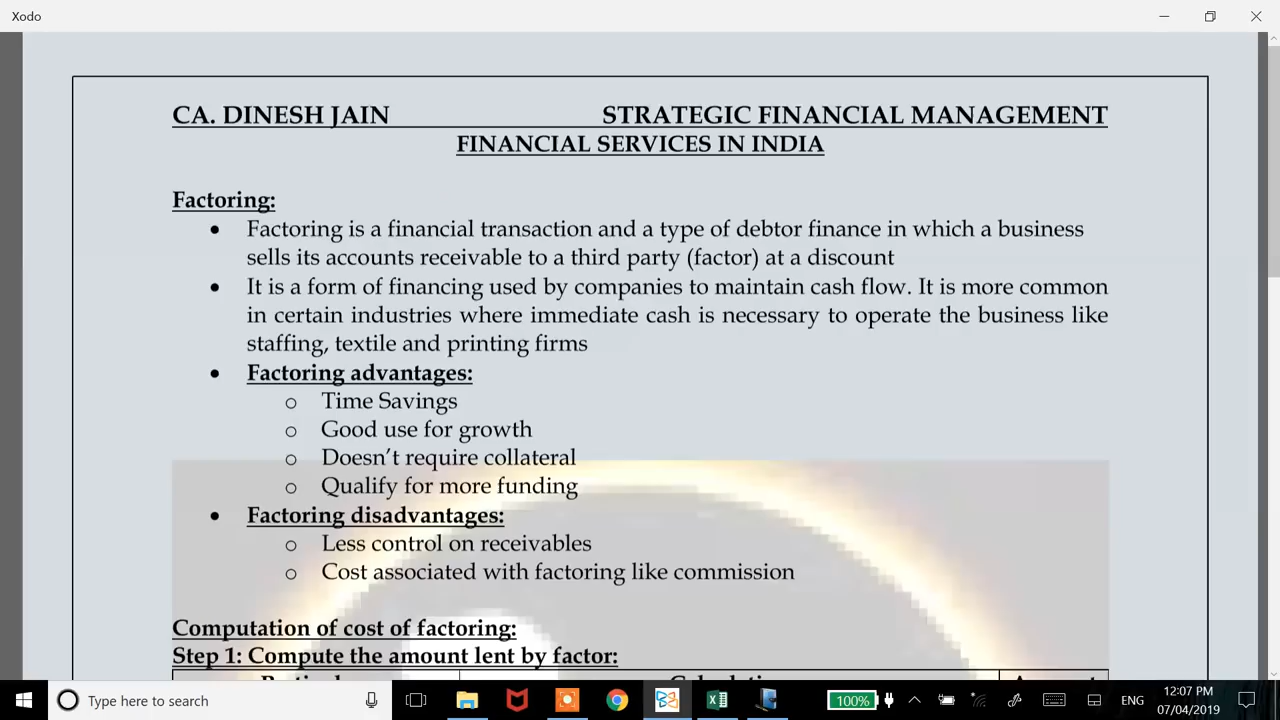 Xodo
CA. DINESH JAIN STRATEGIC FINANCIAL MANAGEMENT
FINANCIAL SERVICES IN INDIA
Factoring:
• Factoring is a financial transaction and a type of debtor finance in which a business
sells its accounts receivable to a third party (factor) at a discount
• It is a form of financing used by companies to maintain cash flow. It is more common
in certain industries where immediate cash is necessary to operate the business like
staffing, textile and printing firms
• Factoring advantages:
o Time Savings
o Good use for growth
o Doesn't require collateral
o Qualify for more funding
• Factoring disadvantages:
o Less control on receivables
o Cost associated with factoring like commission
Computation of cost of factoring:
Step 1: Compute the amount lent by factor:
Type here to search
100%
ENG
12:07 PM
07/04/2019